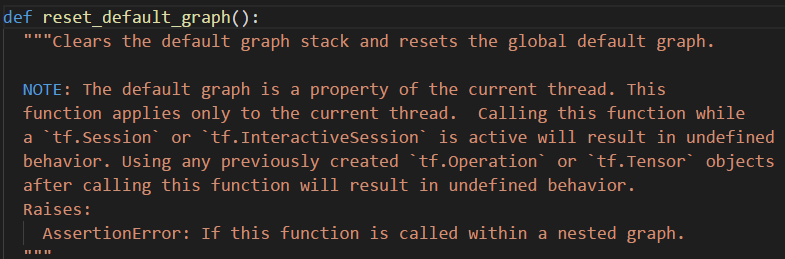 def reset_default_graph():
"""Clears the default graph stack and resets the global default graph.
NOTE: The default graph is a property of the current thread. This
function applies only to the current thread.  Calling this function while
a `tf.Session` or `tf.InteractiveSession` is active will result in undefined
behavior. Using any previously created `tf.Operation` or `tf.Tensor` objects
after calling this function will result in undefined behavior.
Raises:
AssertionError: If this function is called within a nested graph.
"""